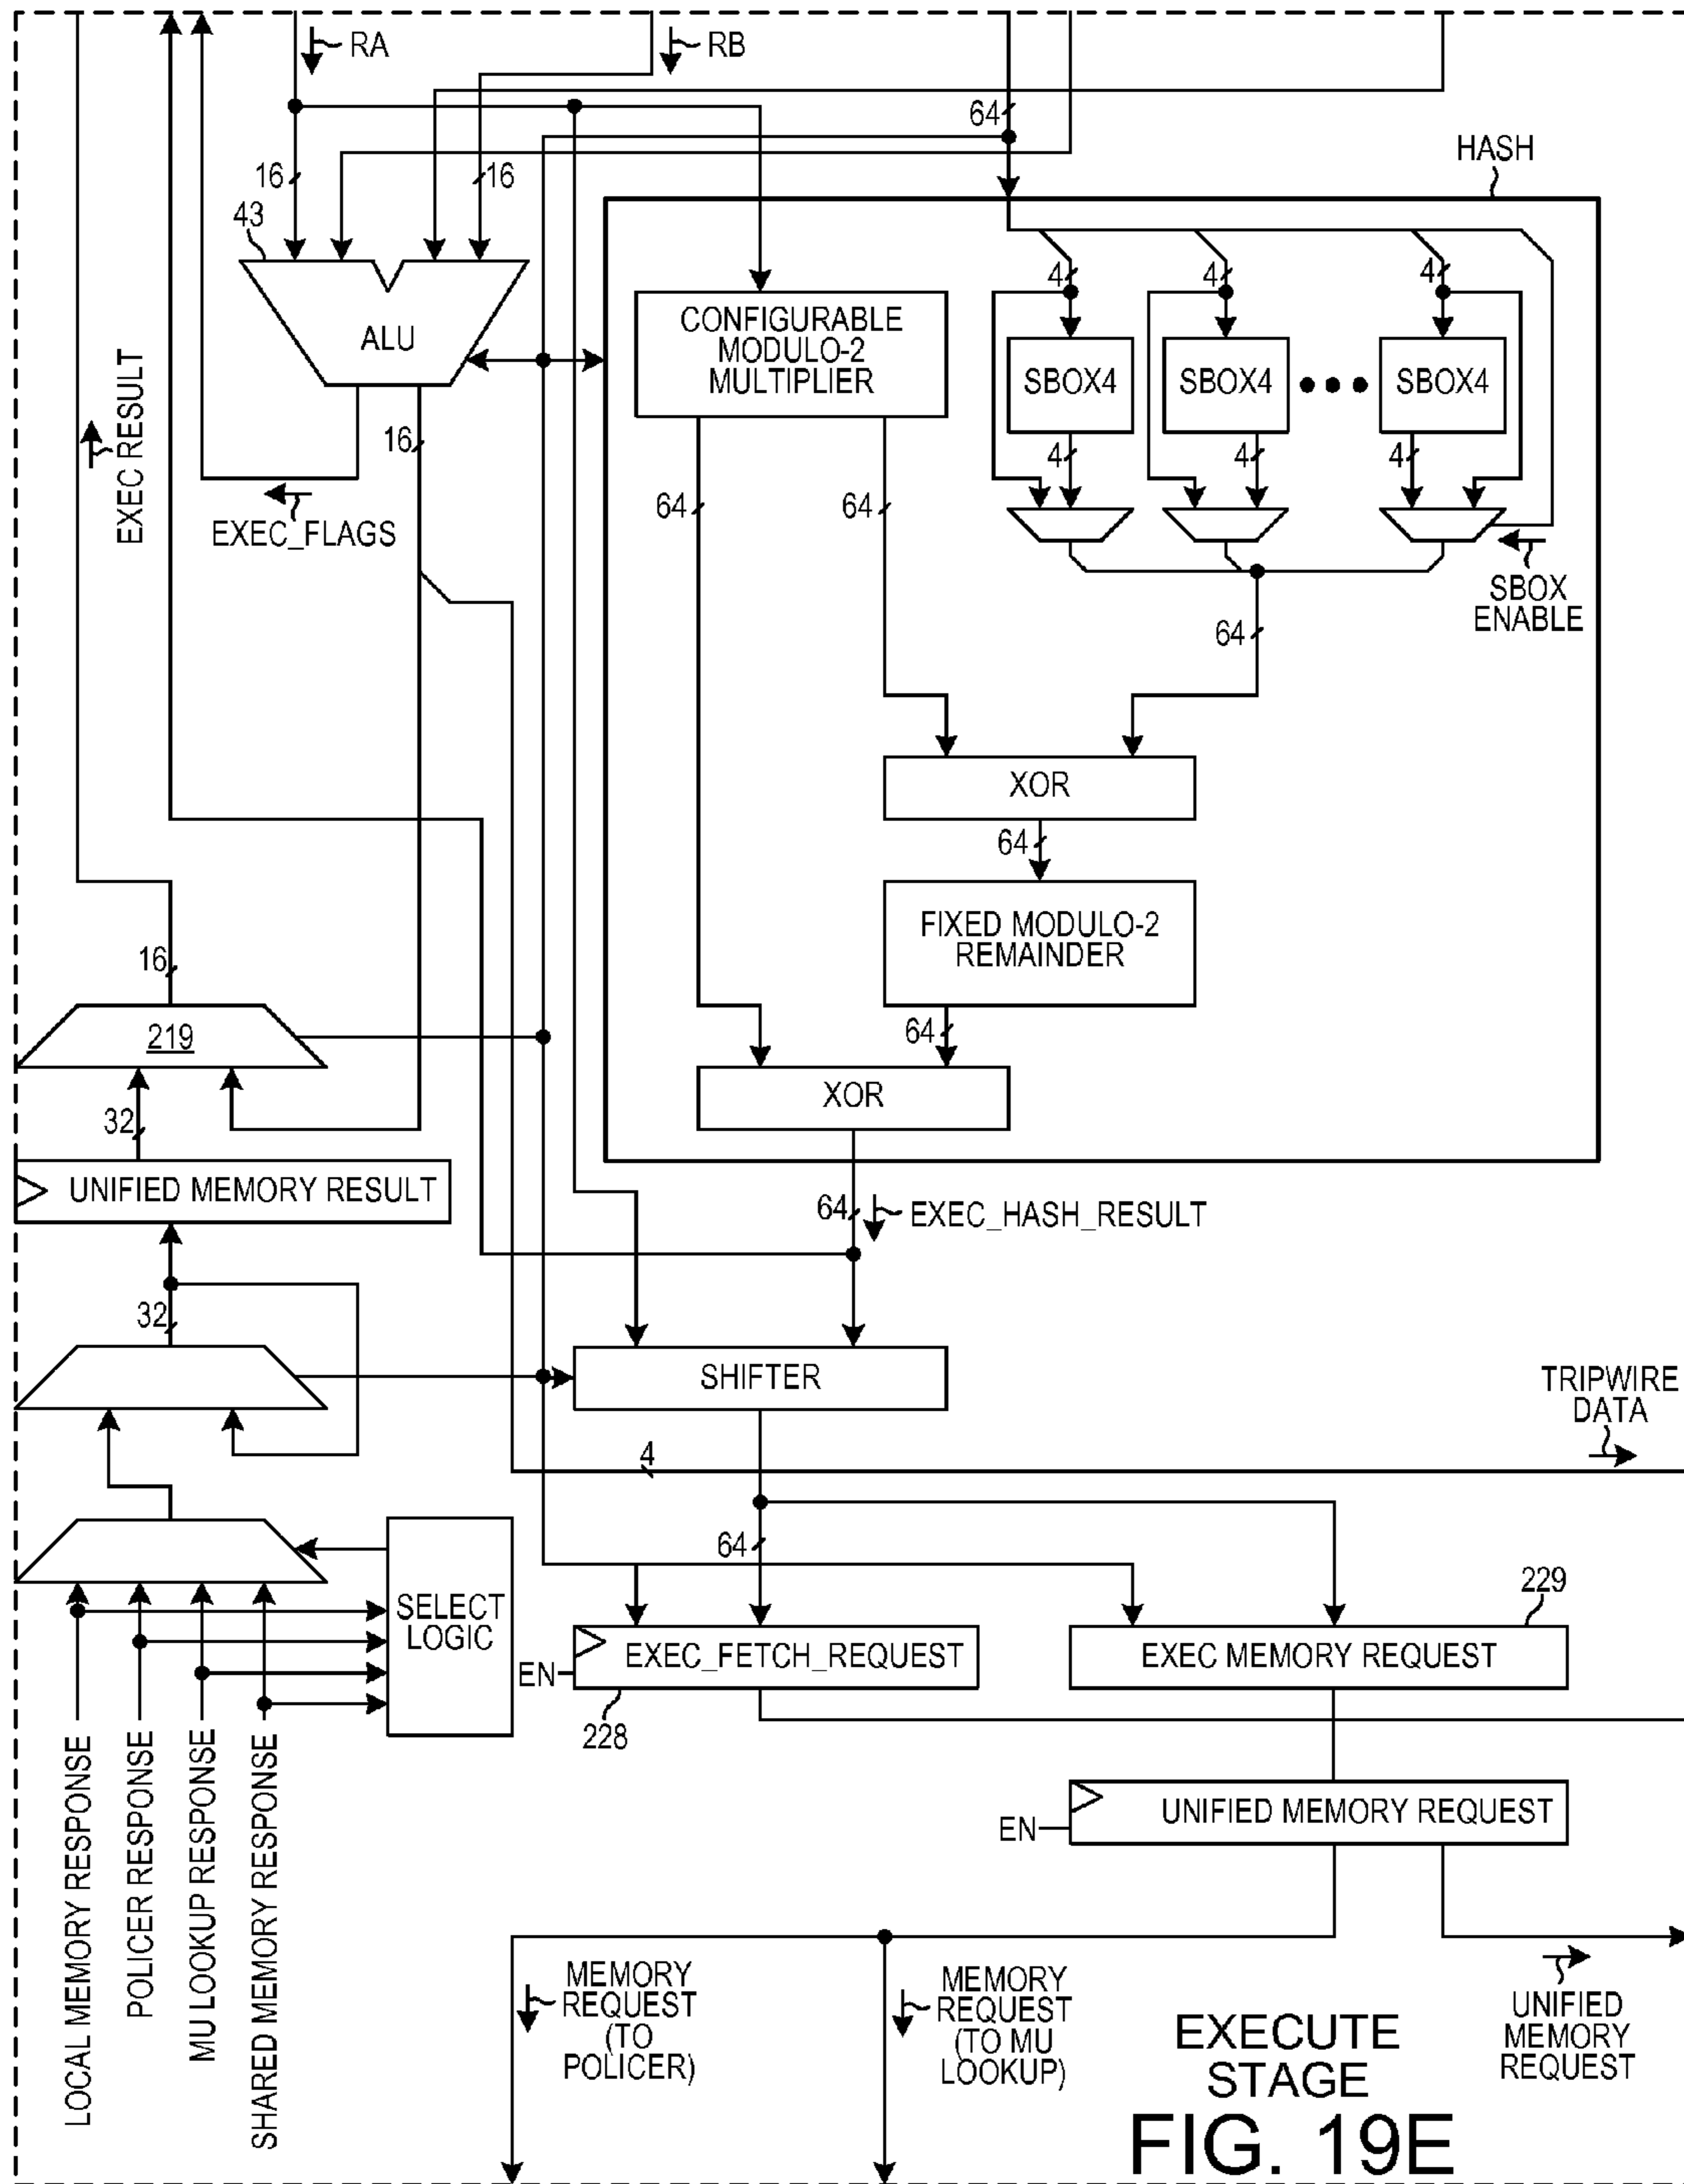 RA
RB
64
HASH
16
16
43
4
4
4
ALU
CONFIGURABLE
MODULO-2
MULTIPLIER
SBOX4
SBOX4
SBOX4
EXEC RESULT
16
4
4
4
64
64
EXEC_FLAGS
SBOX
ENABLE
64
XOR
64
FIXED MODULO-2
REMAINDER
16
219
64
XOR
32
UNIFIED MEMORY RESULT
64
EXEC_HASH_RESULT
32
SHIFTER
TRIPWIRE
DATA
4
64
SELECT
LOGIC
229
EXEC_FETCH_REQUEST
EXEC MEMORY REQUEST
EN
228
LOCAL MEMORY RESPONSE
POLICER RESPONSE
MU LOOKUP RESPONSE
SHARED MEMORY RESPONSE
UNIFIED MEMORY REQUEST
EN
MEMORY
REQUEST
(TO
POLICER)
MEMORY
REQUEST
(TO MU
LOOKUP)
UNIFIED
MEMORY
REQUEST
EXECUTE
STAGE
FIG. 19E